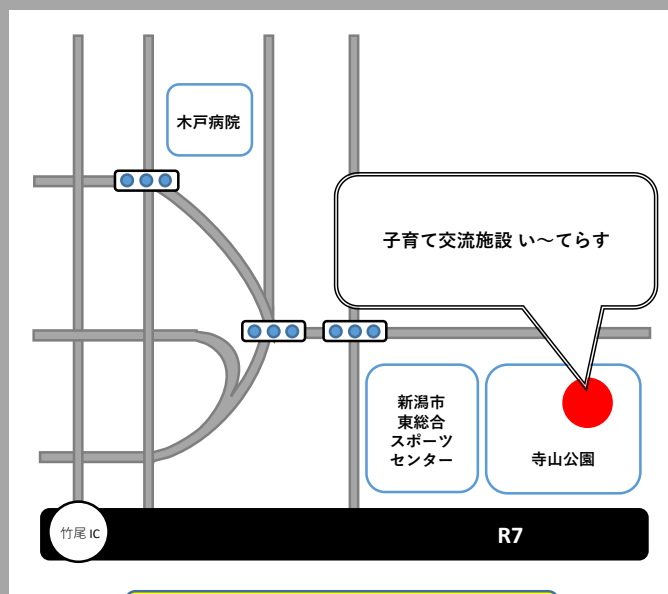 木戸病院
子育て交流施設 い～てらす
新潟市
東総合
スポーツ
センター
寺山公園
竹尾 IC
R7